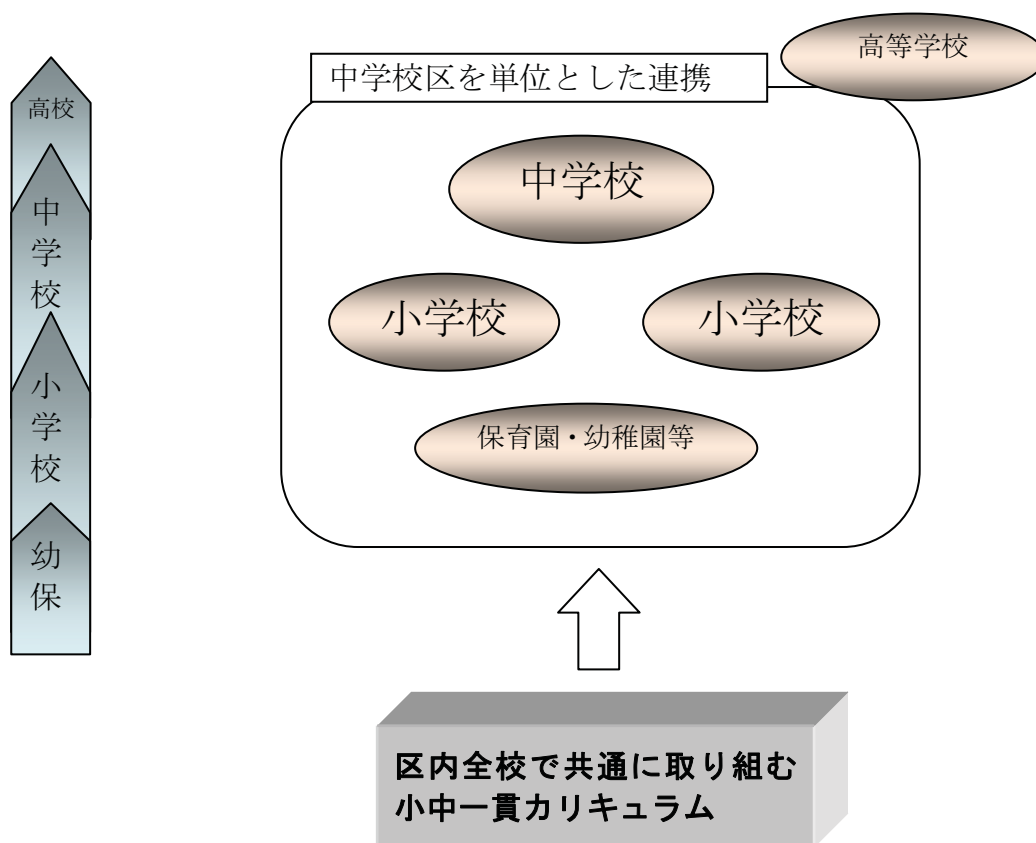 高等学校
中学校区を単位とした連携
高校
中学校
小学校
幼保
中学校
小学校
小学校
保育園・幼稚園等
区内全校で共通に取り組む
小中一貫カリキュラム